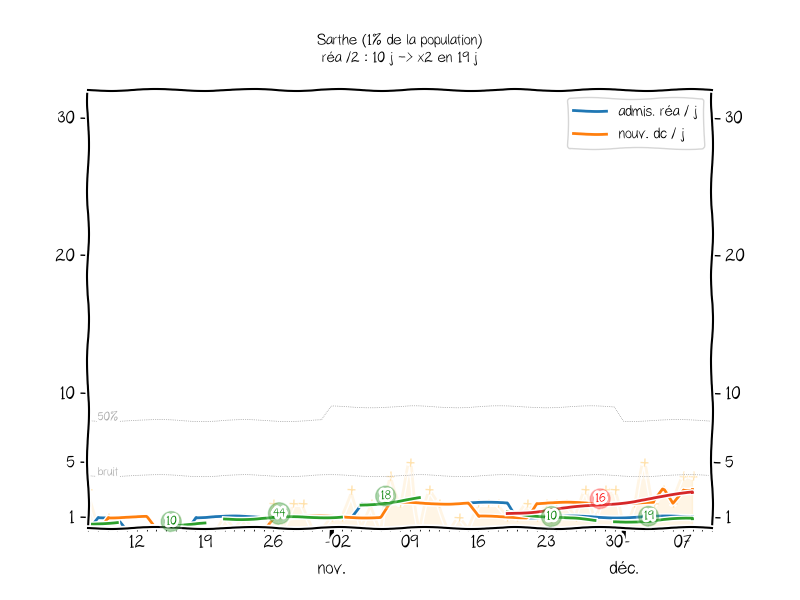 Sarthe (1% de la population)
réa /2 : 10 j -> x2 en 19 j
admis. réa / j
nouv. dc / j
30 30
20 20
10 10
50%
5 5
bruit
1 1
10 44 18 10 16 19
12 19 26 02 09 16 23 30 07
nov. déc.